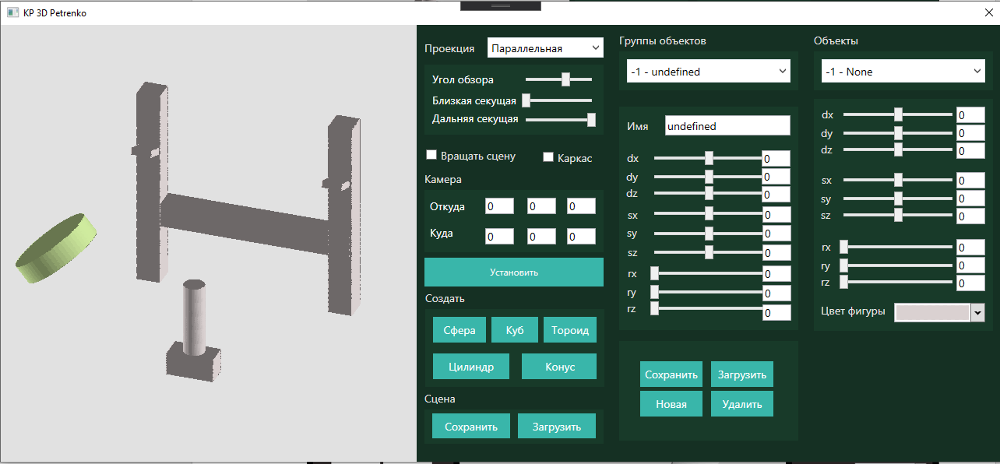 KP 3D Petrenko
Проекция
Параллельная
Угол обзора
Близкая секущая
Дальняя секущая
Вращать сцену
Каркас
Камера
Откуда
0 0 0
Куда
0 0 0
Установить
Создать
Сфера
Куб
Тороид
Цилиндр
Конус
Сцена
Сохранить
Загрузить
Группы объектов
-1 - undefined
Имя
undefined
dx 0
dy 0
dz 0
sx 0
sy 0
sz 0
rx 0
ry 0
rz 0
Сохранить
Загрузить
Новая
Удалить
Объекты
-1 - None
dx 0
dy 0
dz 0
sx 0
sy 0
sz 0
rx 0
ry 0
rz 0
Цвет фигуры